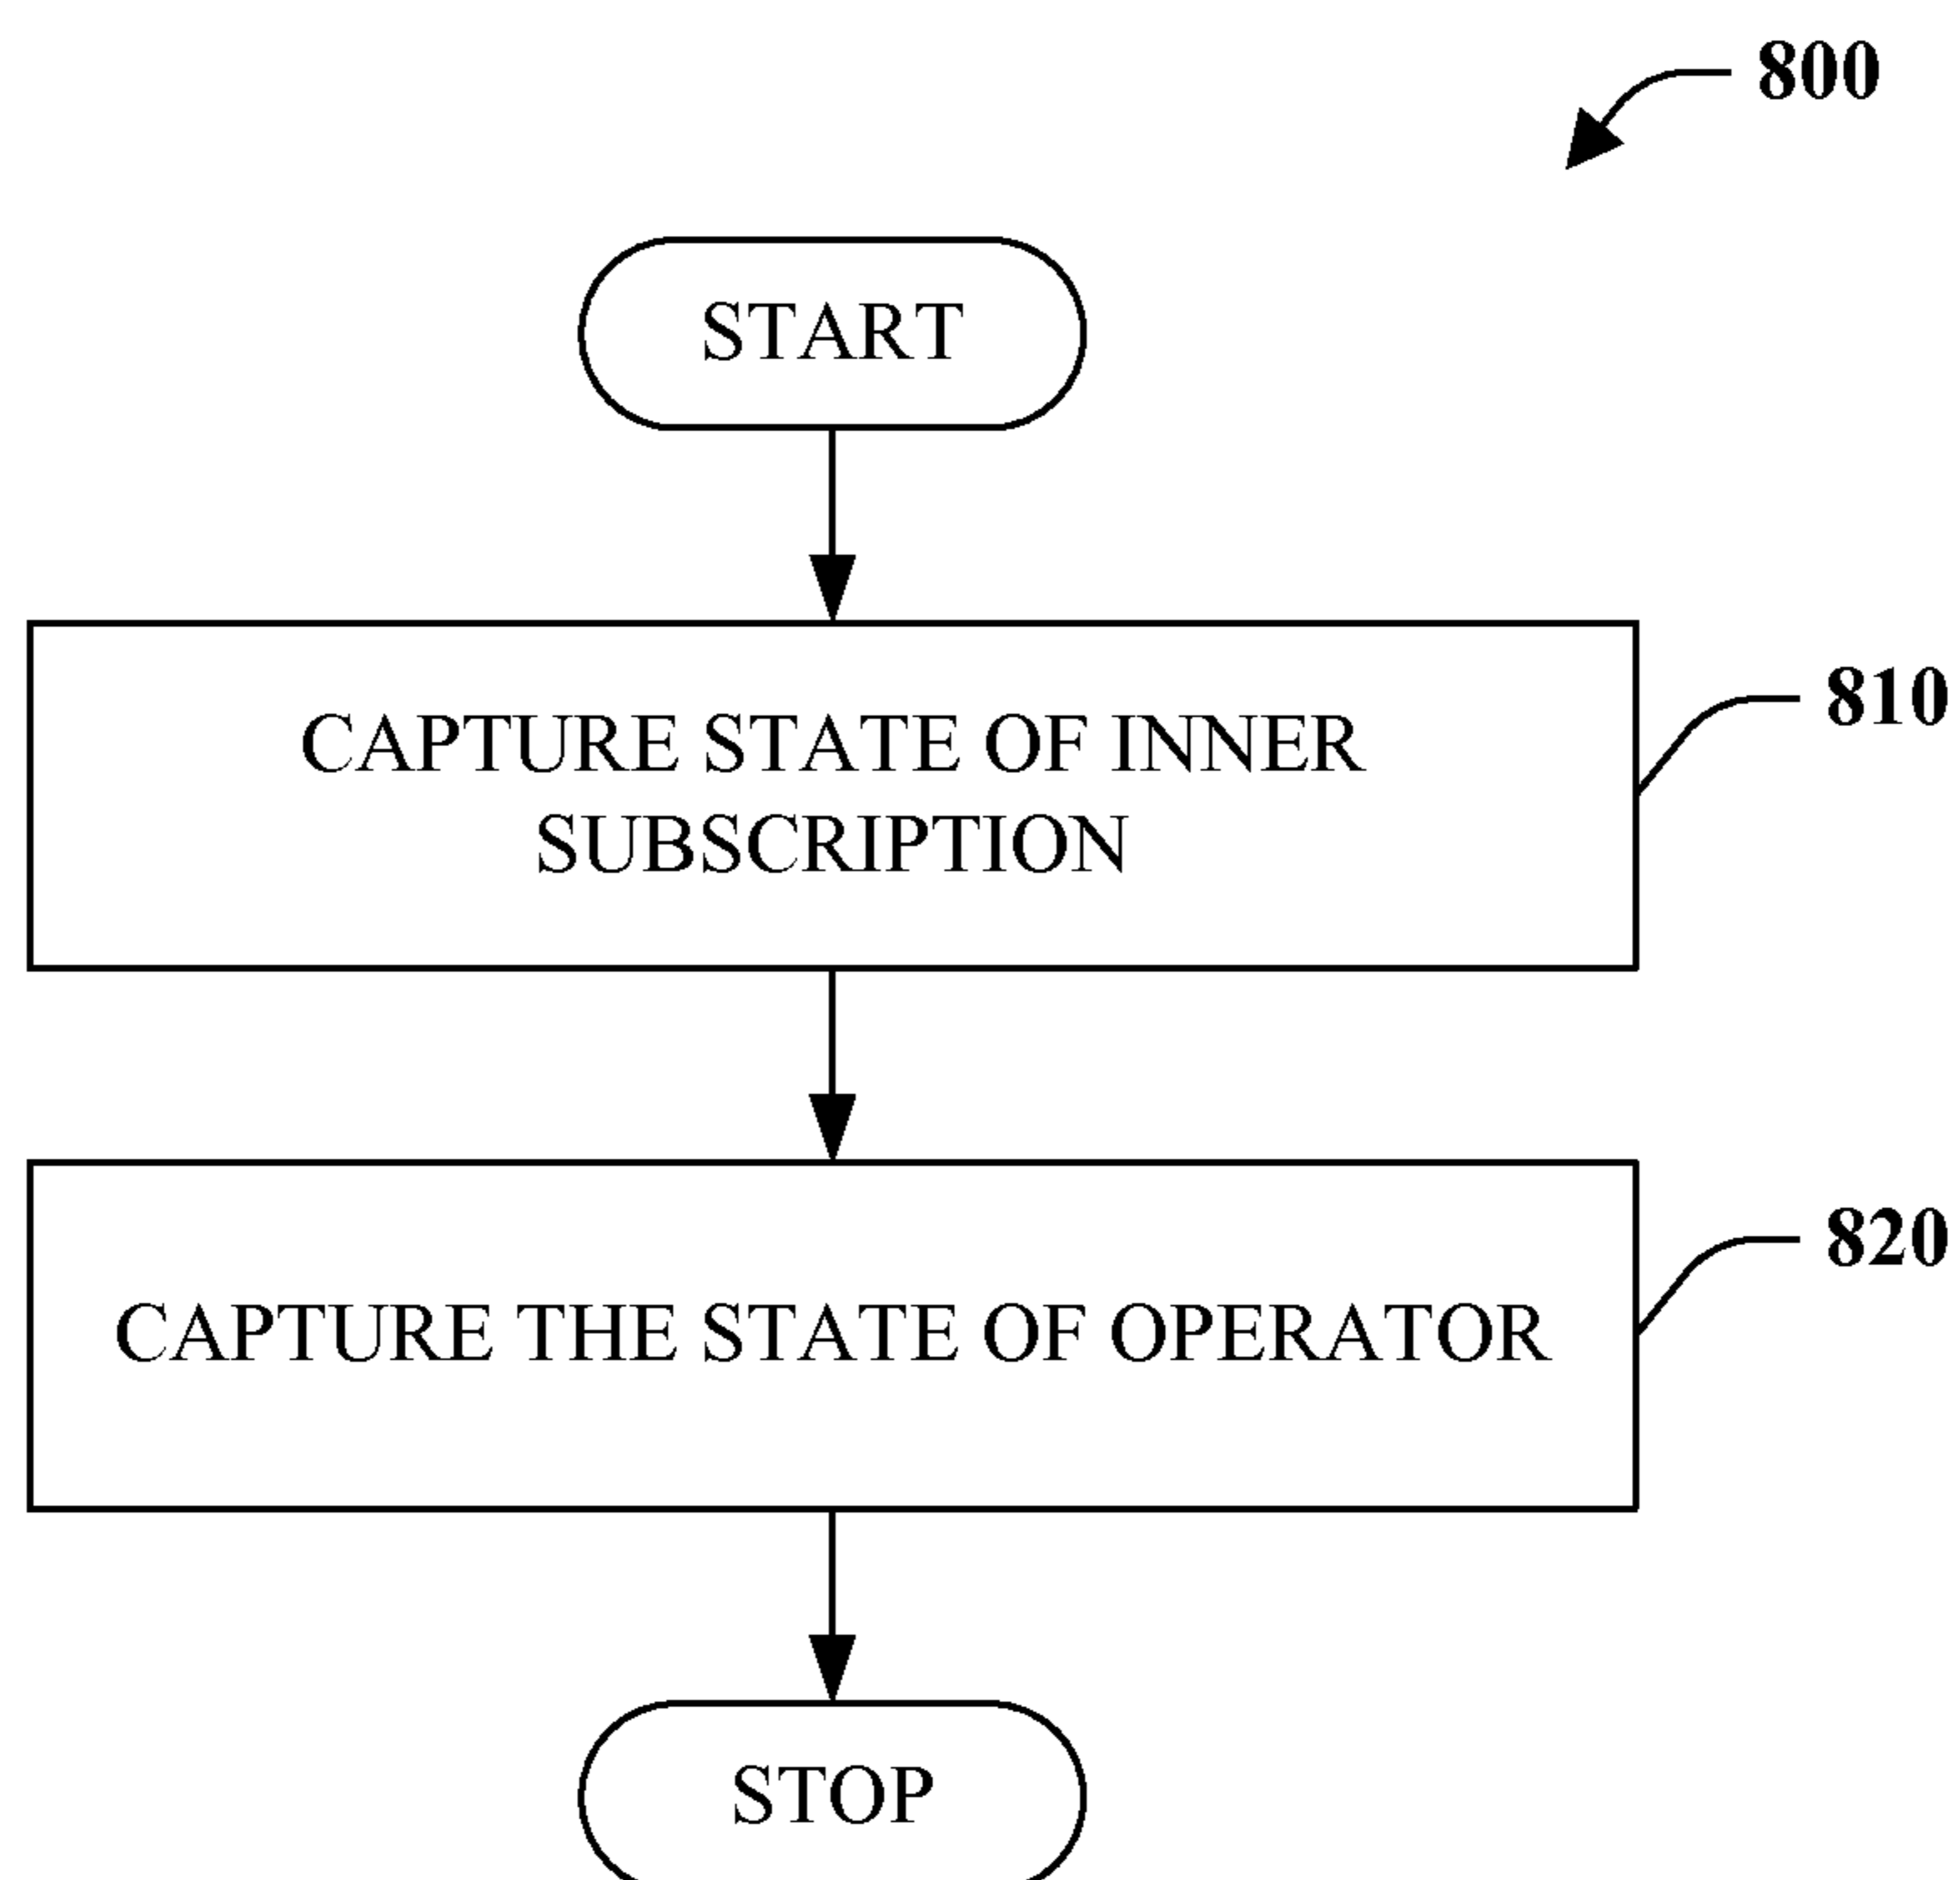 800
START
CAPTURE STATE OF INNER
SUBSCRIPTION
810
CAPTURE THE STATE OF OPERATOR
820
STOP